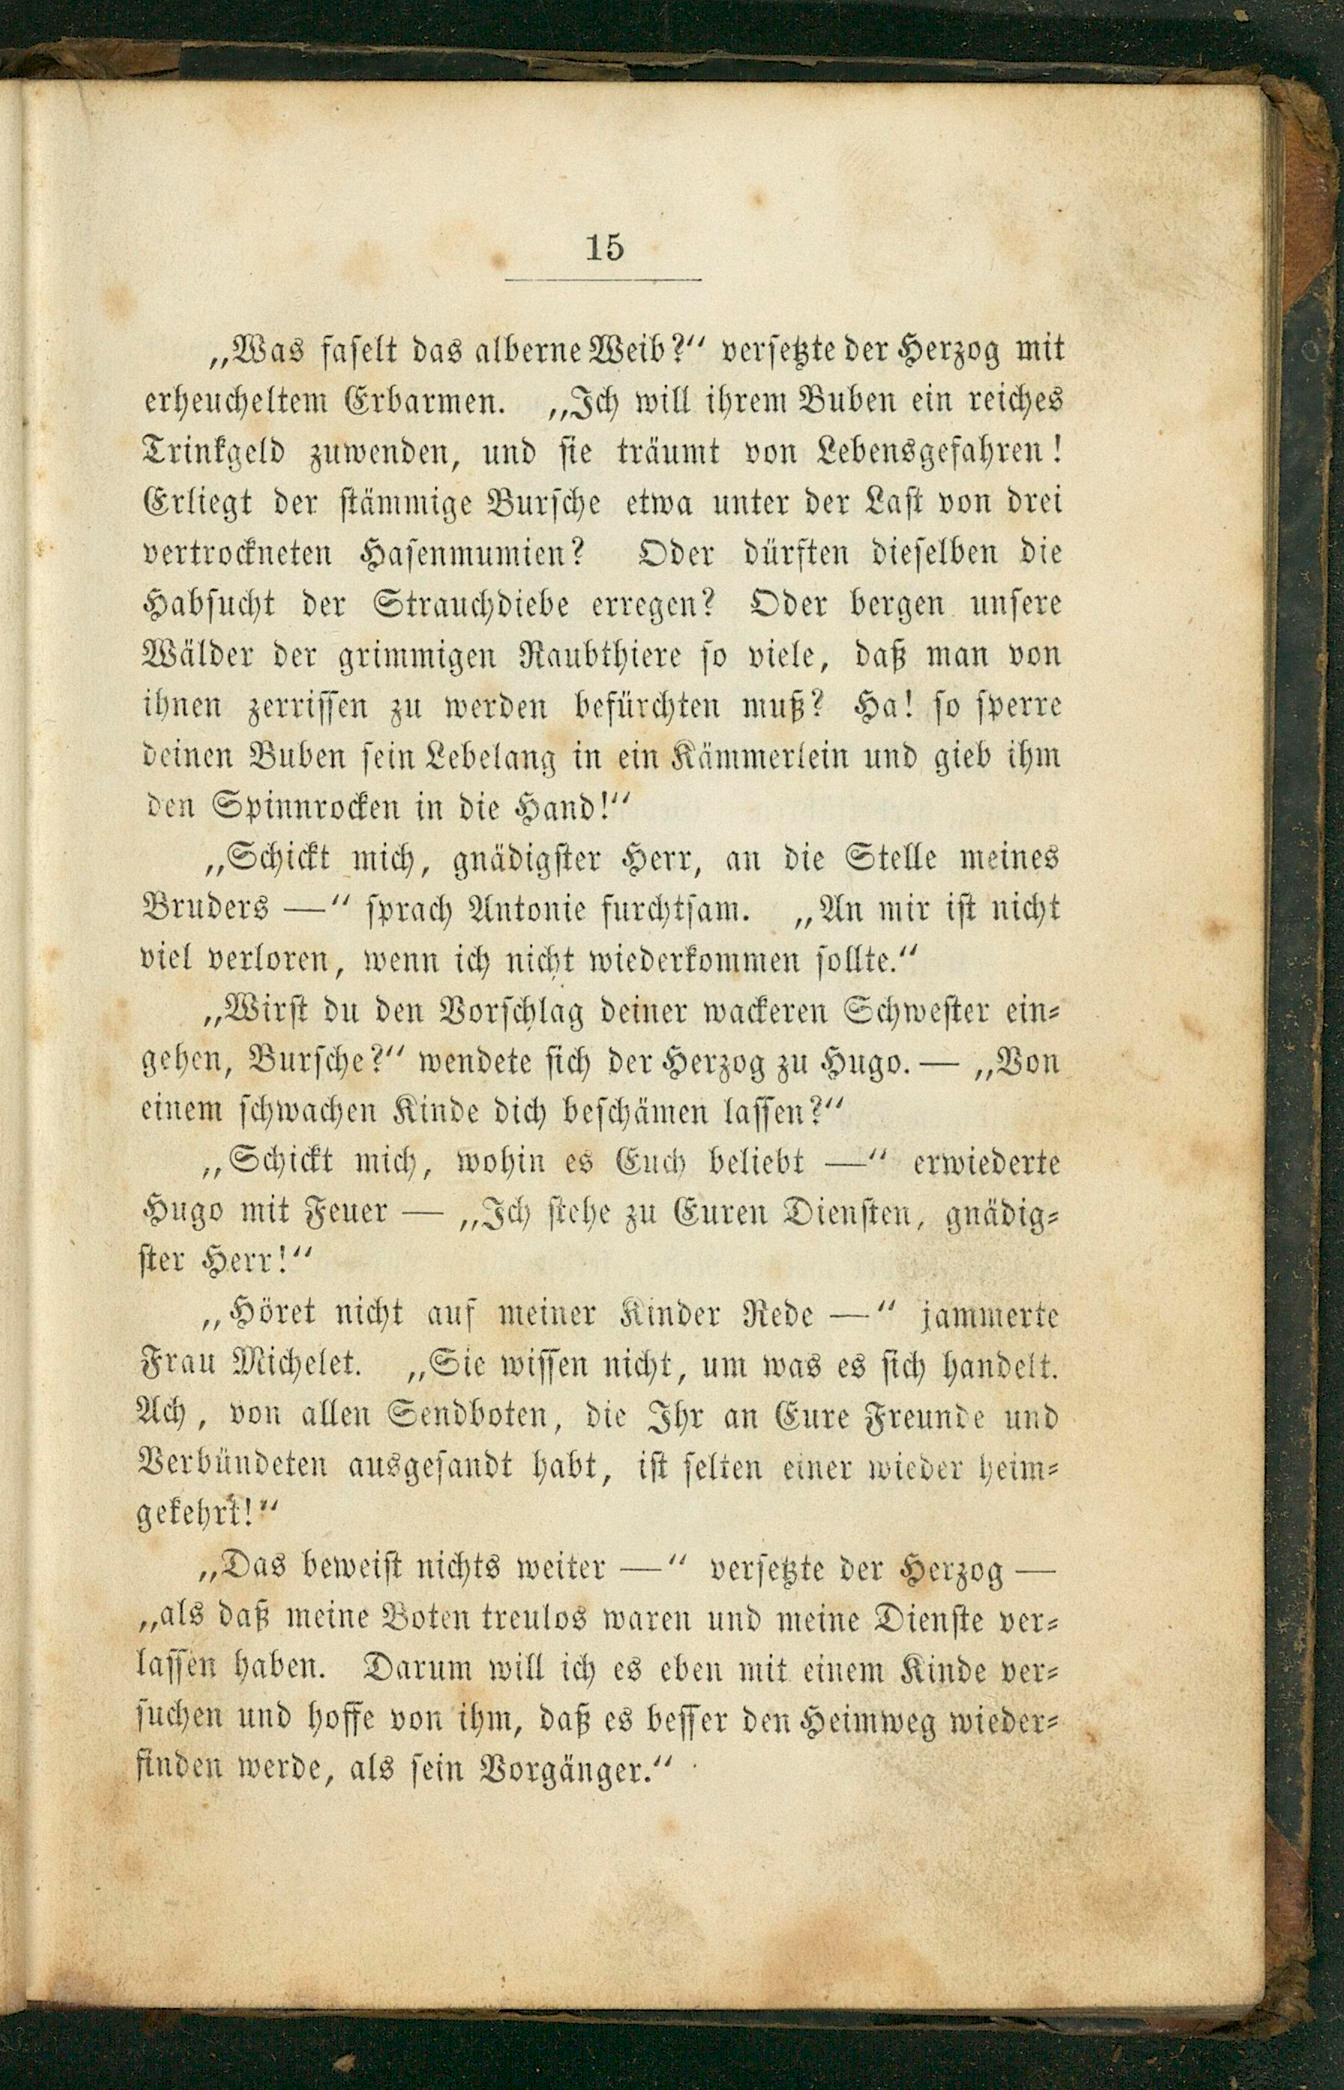 15
„Was faselt das alberne Weib?“ versetzte der Herzog mit
erheucheltem Erbarmen. „Ich will ihrem Buben ein reiches
Trinkgeld zuwenden, und sie träumt von Lebensgefahren!
Erliegt der stämmige Bursche etwa unter der Last von drei
vertrockneten Hasenmumien? Oder dürften dieselben die
Habsucht der Strauchdiebe erregen? Oder bergen unsere
Wälder der grimmigen Raubthiere so viele, daß man von
ihnen zerrissen zu werden befürchten muß? Ha! so sperre
deinen Buben sein Lebelang in ein Kämmerlein und gieb ihm
den Spinnrocken in die Hand!“
„Schickt mich, gnädigster Herr, an die Stelle meines
Bruders —“ sprach Antonie furchtsam. „An mir ist nicht
viel verloren, wenn ich nicht wiederkommen sollte.“
„Wirst du den Vorschlag deiner wackeren Schwester ein-
gehen, Bursche?“ wendete sich der Herzog zu Hugo. — „Von
einem schwachen Kinde dich beschämen lassen?“
„Schickt mich, wohin es Euch beliebt —“ erwiederte
Hugo mit Feuer — „Ich stehe zu Euren Diensten, gnädig-
ster Herr!“
„Höret nicht auf meiner Kinder Rede —“ jammerte
Frau Michelet. „Sie wissen nicht, um was es sich handelt.
Ach, von allen Sendboten, die Ihr an Eure Freunde und
Verbündeten ausgesandt habt, ist selten einer wieder heim-
gekehrt!“
„Das beweist nichts weiter —“ versetzte der Herzog —
„als daß meine Boten treulos waren und meine Dienste ver-
lassen haben. Darum will ich es eben mit einem Kinde ver-
suchen und hoffe von ihm, daß es besser den Heimweg wieder-
finden werde, als sein Vorgänger.“